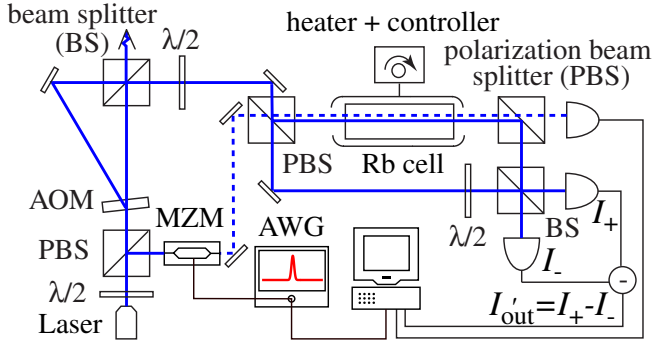 beam splitter
(BS)
λ/2
heater + controller
polarization beam
splitter (PBS)
PBS
Rb cell
AOM
MZM
AWG
λ/2
BS
I+
PBS
I-
-
λ/2
I'out=I+-I-
Laser